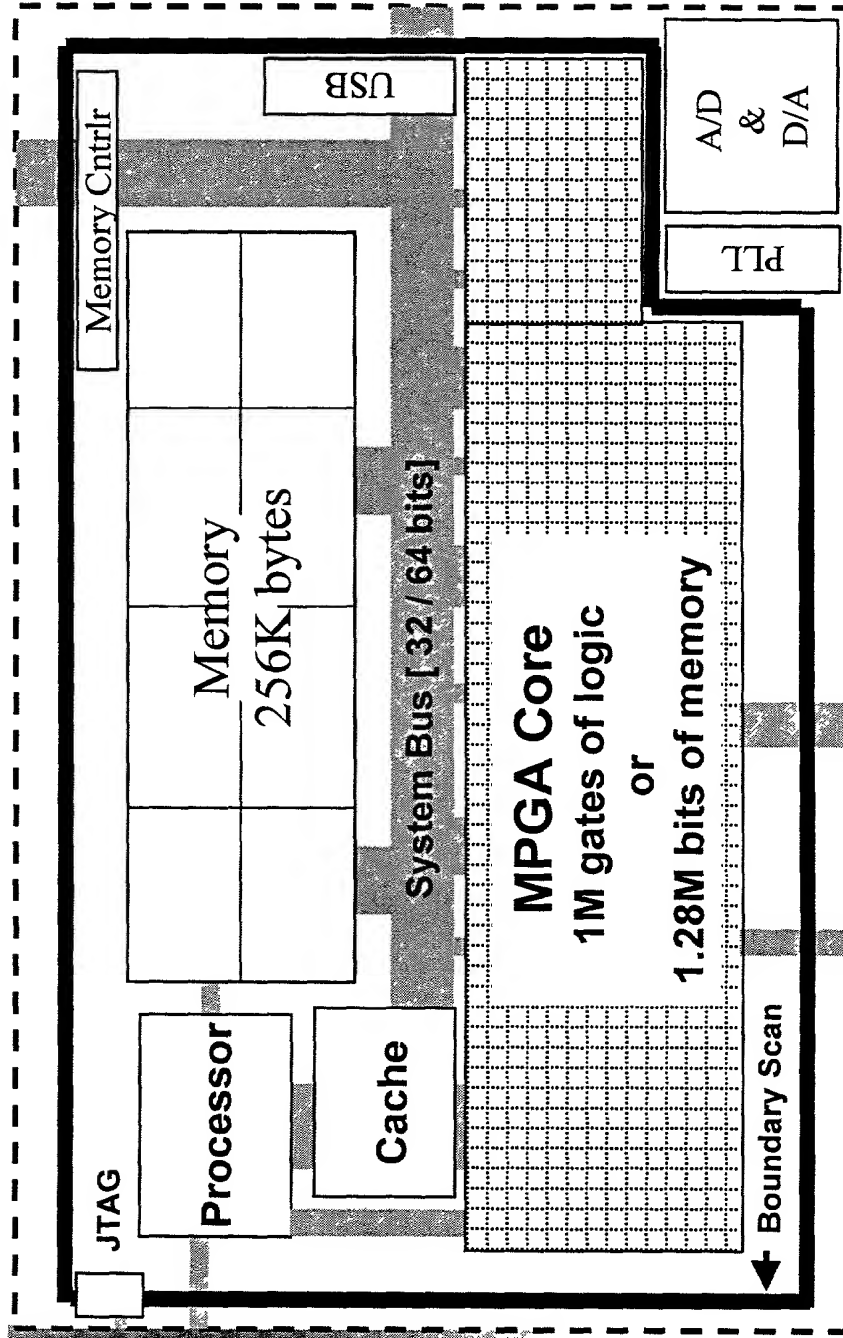 JTAG
Processor
Cache
Memory
256K bytes
Memory Cntrlr
USB
System Bus [ 32 / 64 bits]
MPGA Core
1M gates of logic
or
1.28M bits of memory
Boundary Scan
PLL
A/D
&
D/A